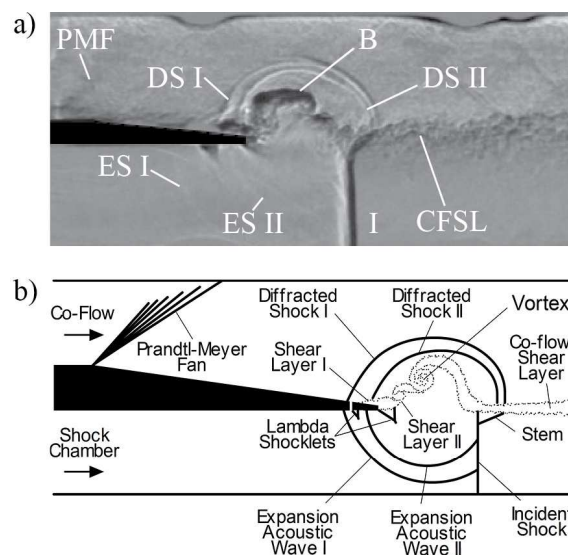 a)
PMF
B
DS I
DS II
ES I
ES II
I
CFSL
b)
Co-Flow
Prandtl-Meyer
Fan
Diffracted
Shock I
Diffracted
Shock II
Vortex
Co-flow
Shear
Layer
Shear
Layer I
Shock
Chamber
Lambda
Shocklets
Shear
Layer II
Stem
Expansion
Acoustic
Wave I
Expansion
Acoustic
Wave II
Incident
Shock